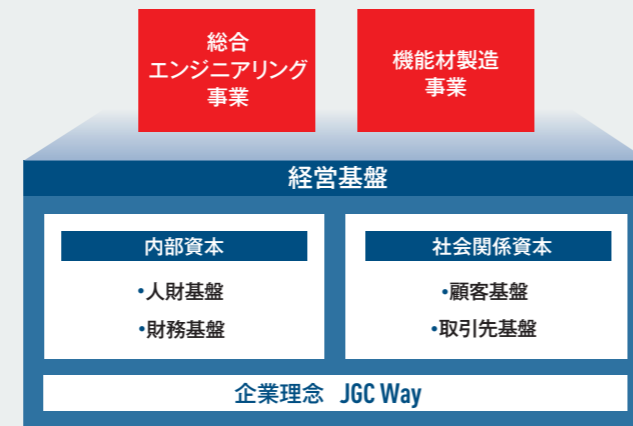 総合
エンジニアリング
事業
機能材製造
事業
経営基盤
内部資本
•人財基盤
•財務基盤
社会関係資本
•顧客基盤
•取引先基盤
企業理念 JGC Way